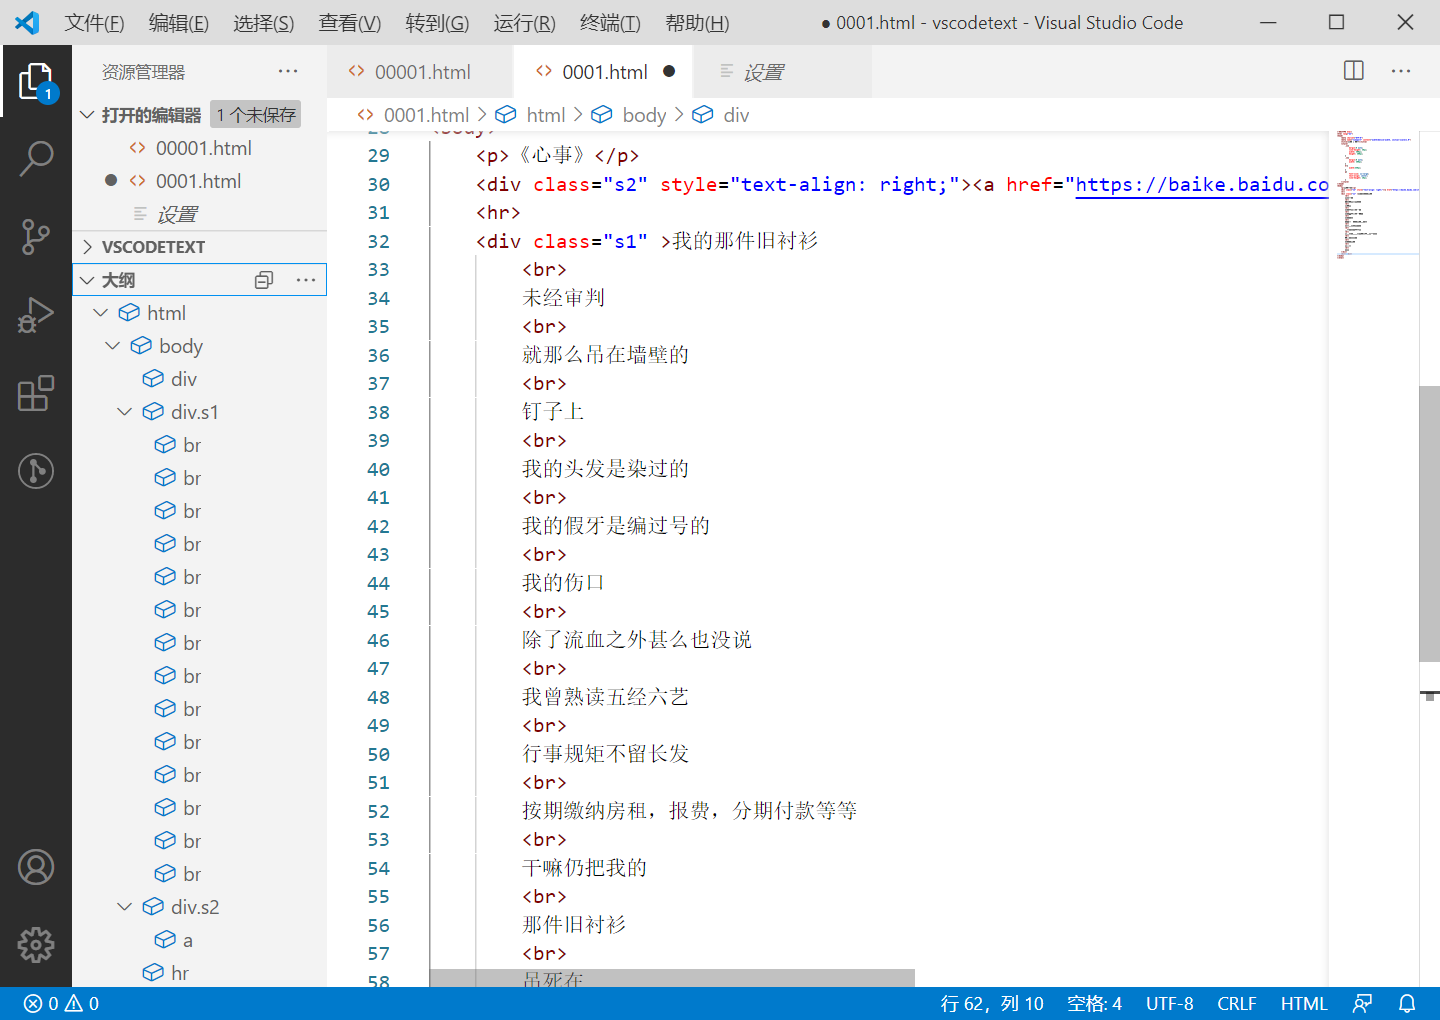 文件(F) 编辑(E) 选择(S) 查看(V) 转到(G) 运行(R) 终端(T) 帮助(H) ● 0001.html - vscodetext - Visual Studio Code
资源管理器 ···
打开的编辑器 1 个未保存
<> 00001.html
● <> 0001.html
设置
VSCODETEXT
大纲 ···
html
body
div
div.s1
br
br
br
br
br
br
br
br
br
br
br
br
br
br
div.s2
a
hr
1
<> 00001.html <> 0001.html ● 设置 ···
<> 0001.html > html > body > div
28 <body>
29 <p>《心事》</p>
30 <div class="s2" style="text-align: right;"><a href="https://baike.baidu.co
31 <hr>
32 <div class="s1" >我的那件旧衬衫
33 <br>
34 未经审判
35 <br>
36 就那么吊在墙壁的
37 <br>
38 钉子上
39 <br>
40 我的头发是染过的
41 <br>
42 我的假牙是编过号的
43 <br>
44 我的伤口
45 <br>
46 除了流血之外甚么也没说
47 <br>
48 我曾熟读五经六艺
49 <br>
50 行事规矩不留长发
51 <br>
52 按期缴纳房租，报费，分期付款等等
53 <br>
54 干嘛仍把我的
55 <br>
56 那件旧衬衫
57 <br>
58 吊死在
0 0 行 62，列 10 空格: 4 UTF-8 CRLF HTML